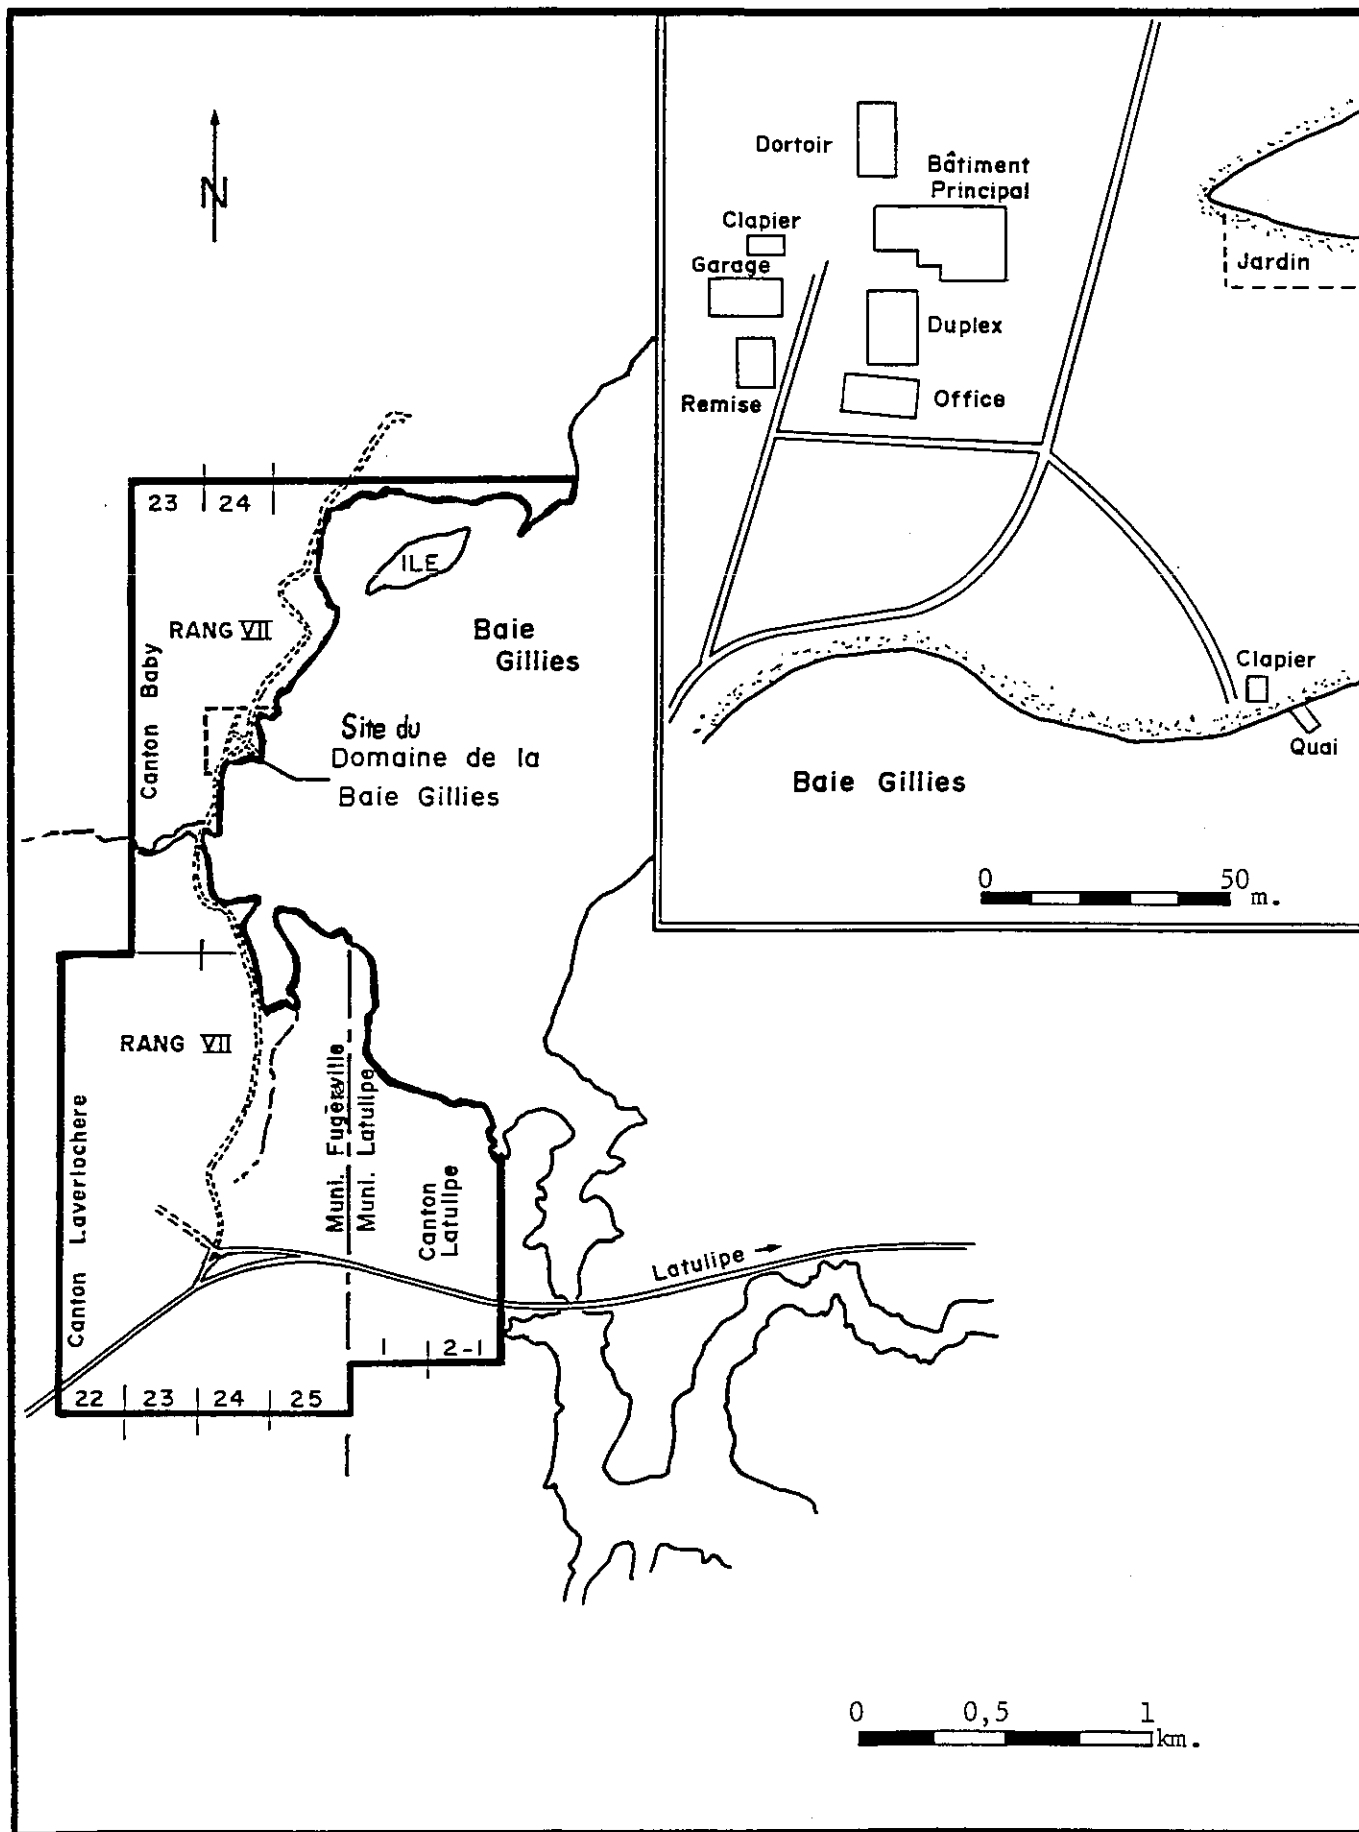 N
Dortoir
Bâtiment
Principal
Clapier
Garage
Jardin
Duplex
Remise
Office
Clapier
Quai
Baie Gillies
0 50 m.
23 24
ILE
RANG VII
Baie
Gillies
Canton Baby
Site du
Domaine de la
Baie Gillies
RANG VII
Muni. Fugèreville
Muni. Latulipe
Canton Laverlochere
Canton
Latulipe
Latulipe
1 2-1
22 23 24 25
0 0,5 1
km.